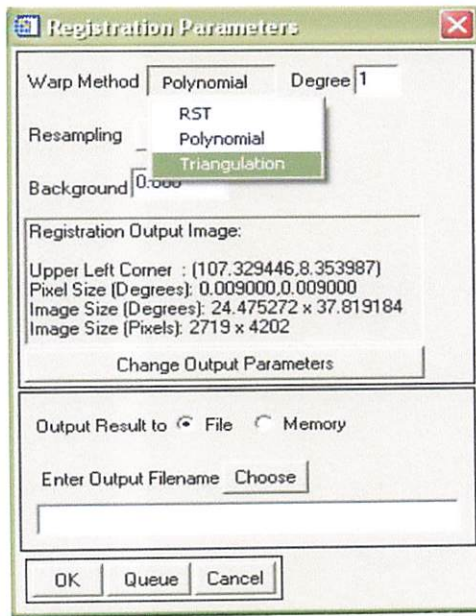 Registration Parameters
Warp Method Polynomial Degree 1
RST
Resampling
Polynomial
Triangulation
Background 0.000
Registration Output Image:
Upper Left Corner : (107.329446,8.353987)
Pixel Size (Degrees): 0.009000,0.009000
Image Size (Degrees): 24.475272 x 37.819184
Image Size (Pixels): 2719 x 4202
Change Output Parameters
Output Result to File Memory
Enter Output Filename Choose
OK Queue Cancel